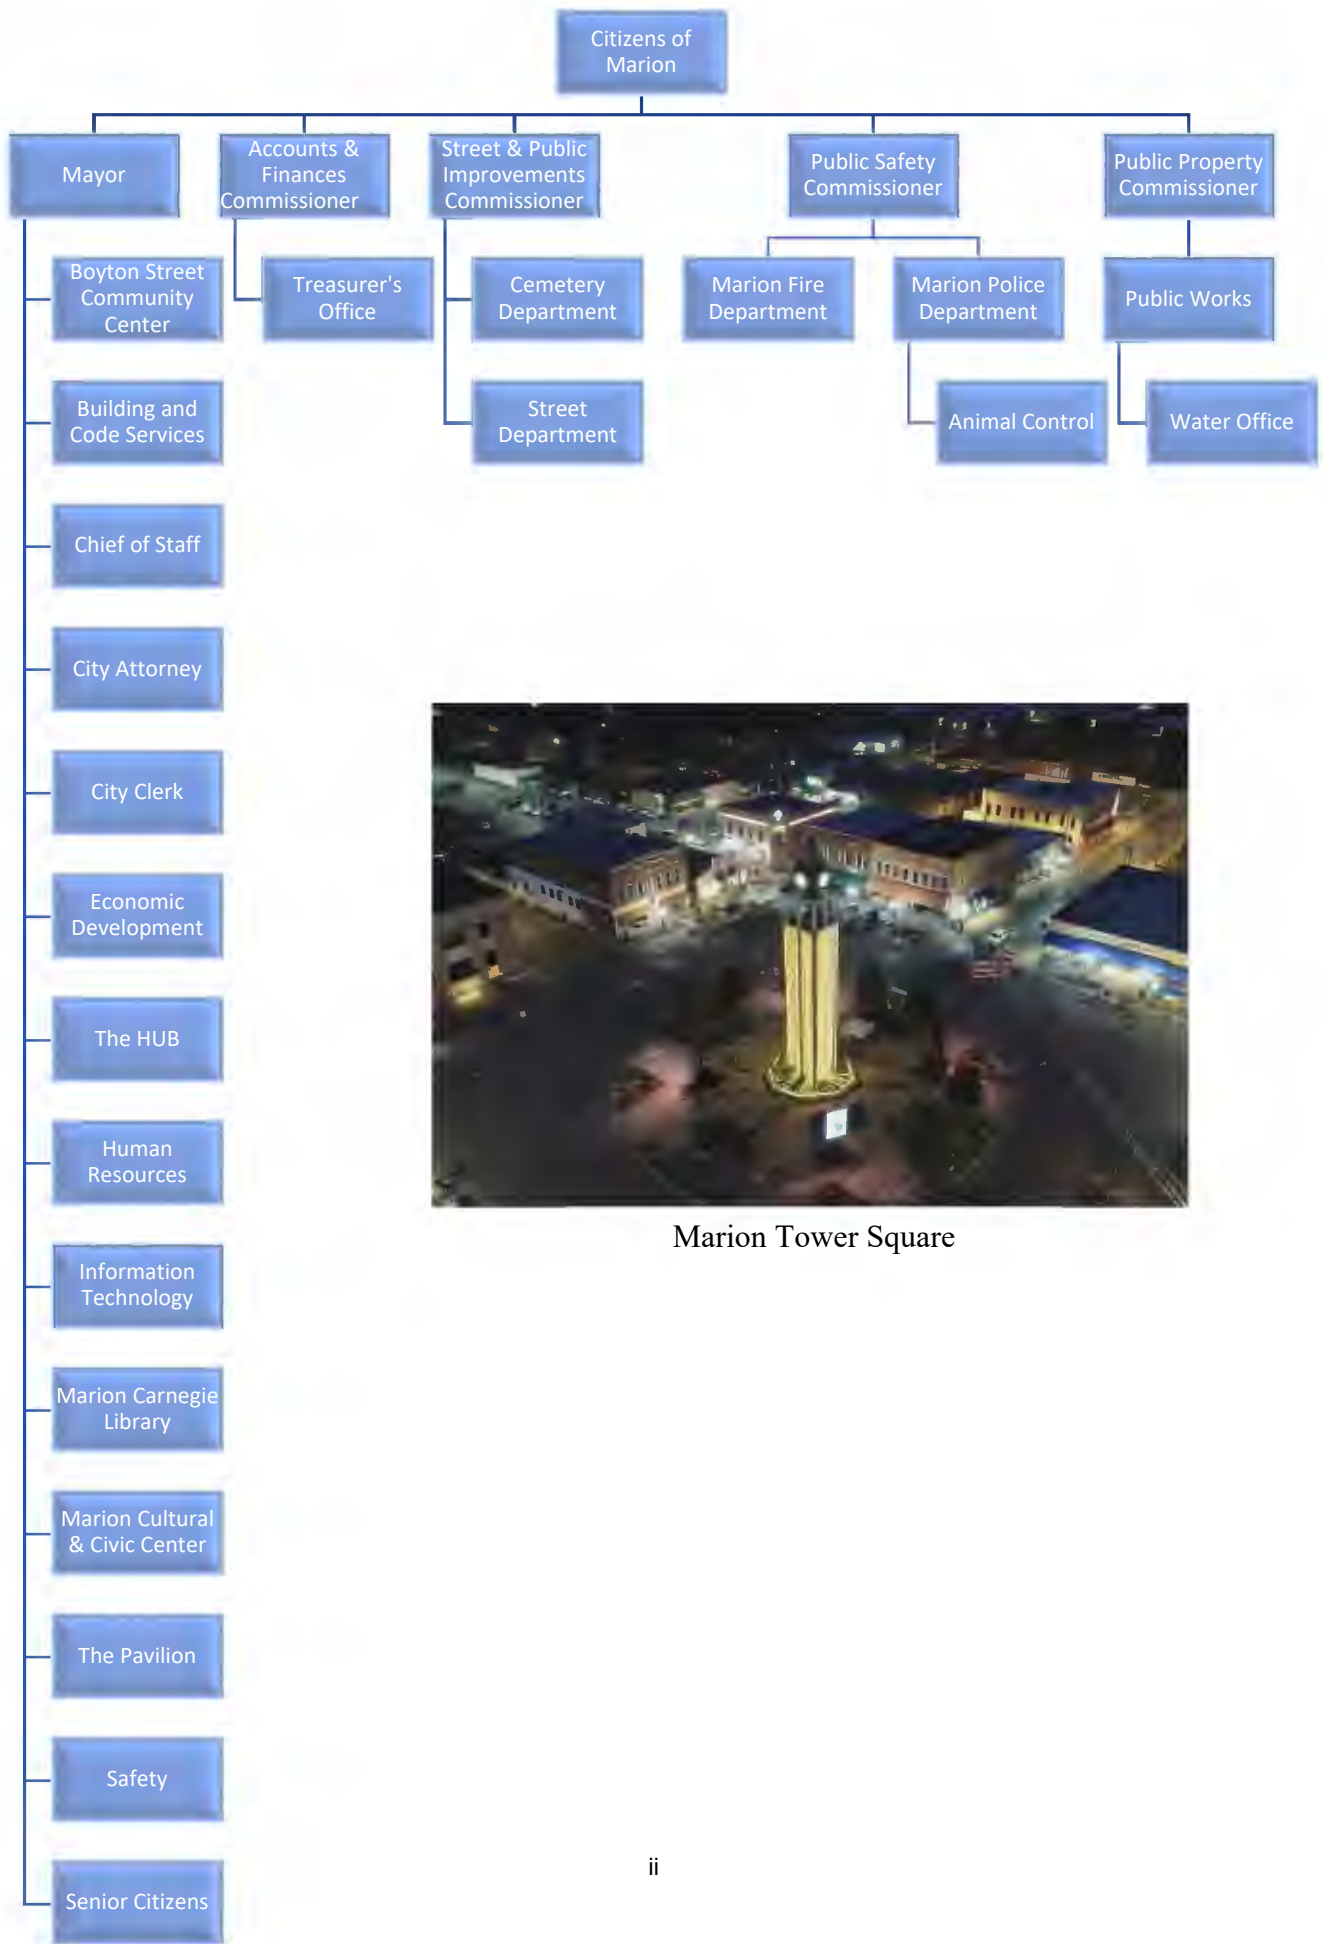 Citizens of
Marion
Mayor
Accounts &
Finances
Commissioner
Street & Public
Improvements
Commissioner
Public Safety
Commissioner
Public Property
Commissioner
Boyton Street
Community
Center
Treasurer's
Office
Cemetery
Department
Marion Fire
Department
Marion Police
Department
Public Works
Building and
Code Services
Street
Department
Animal Control
Water Office
Chief of Staff
City Attorney
City Clerk
Economic
Development
The HUB
Human
Resources
Information
Technology
Marion Carnegie
Library
Marion Cultural
& Civic Center
The Pavilion
Safety
Senior Citizens
Marion Tower Square
ii